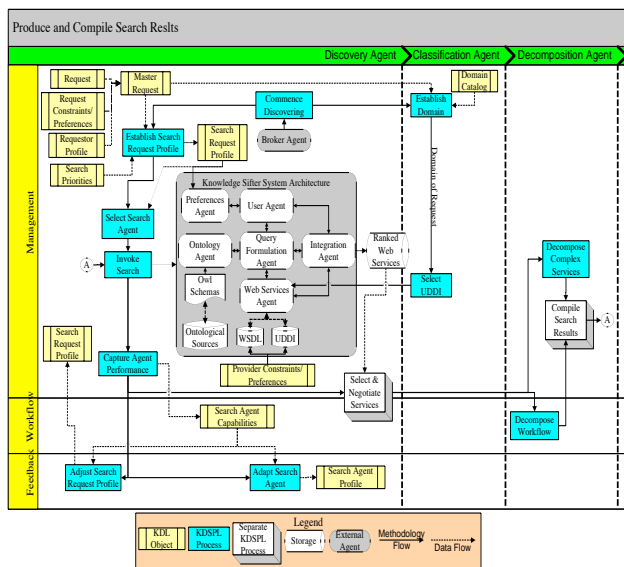 Produce and Compile Search Reslts
Discovery Agent
Classification Agent
Decomposition Agent
Management
Workflow
Feedback
Request
Request
Constraints/
Preferences
Requestor
Profile
Search
Priorities
Master
Request
Establish Search
Request Profile
Search
Request
Profile
Commence
Discovering
Broker Agent
Establish
Domain
Domain
Catalog
Domain of Request
Select Search
Agent
A
Invoke
Search
Knowledge Sifter System Architecture
Preferences
Agent
User Agent
Ontology
Agent
Query
Formulation
Agent
Integration
Agent
Owl
Schemas
Web Services
Agent
Ontological
Sources
WSDL
UDDI
Ranked
Web
Services
Select
UDDI
Decompose
Complex
Services
Compile
Search
Results
A
Search
Request
Profile
Capture Agent
Performance
Provider Constraints/
Preferences
Select &
Negotiate
Services
Search Agent
Capabilities
Decompose
Workflow
Adjust Search
Request Profile
Adapt Search
Agent
Search Agent
Profile
Legend
KDL
Object
KDSPL
Process
Separate
KDSPL
Process
Storage
External
Agent
Methodology
Flow
Data Flow